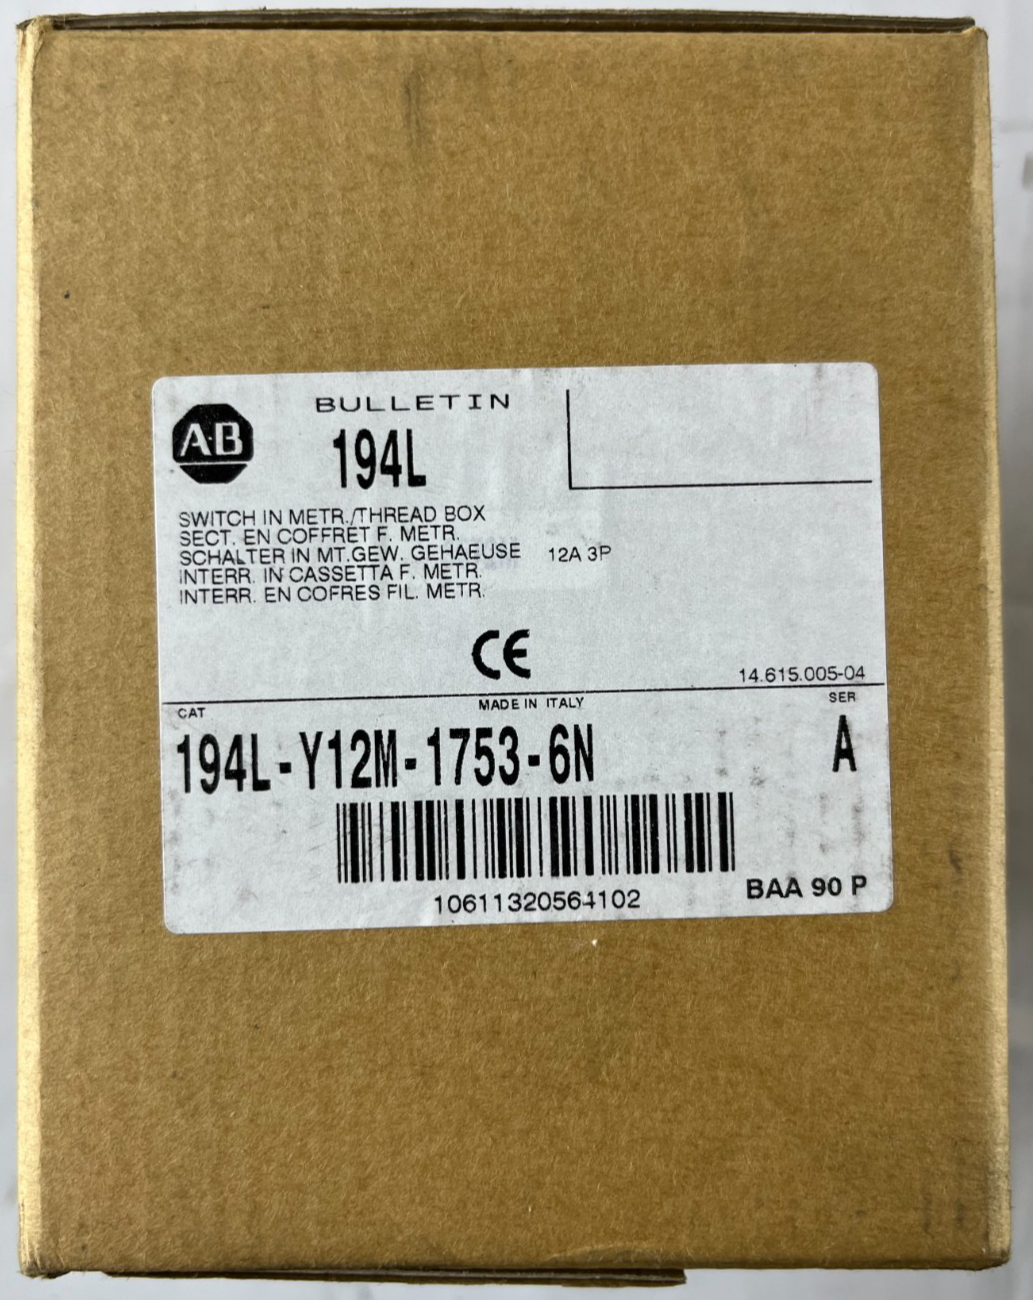 BULLETIN
A·B
194L
SWITCH IN METR./THREAD BOX
SECT. EN COFFRET F. METR.
SCHALTER IN MT.GEW. GEHAEUSE 12A 3P
INTERR. IN CASSETTA F. METR.
INTERR. EN COFRES FIL. METR.
CE
14.615.005-04
CAT MADE IN ITALY SER
194L-Y12M-1753-6N A
10611320564102
BAA 90 P